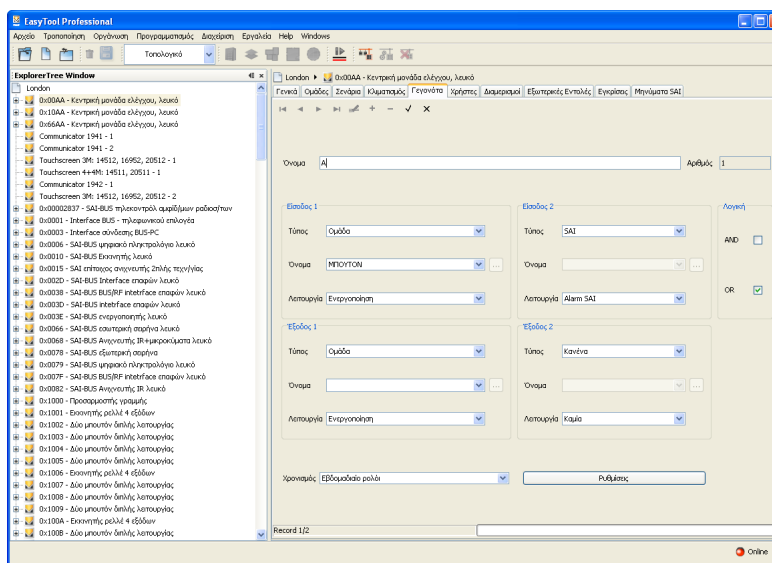 EasyTool Professional
Αρχείο Τροποποίηση Οργάνωση Προγραμματισμός Διαχείριση Εργαλεία Help Windows
Τοπολογικό
ExplorerTree Window
London
0x00AA - Κεντρική μονάδα ελέγχου, λευκό
0x10AA - Κεντρική μονάδα ελέγχου, λευκό
0x66AA - Κεντρική μονάδα ελέγχου, λευκό
Communicator 1941 - 1
Communicator 1941 - 2
Touchscreen 3M: 14512, 16952, 20512 - 1
Touchscreen 4+4M: 14511, 20511 - 1
Communicator 1942 - 1
Touchscreen 3M: 14512, 16952, 20512 - 2
0x00002837 - SAI-BUS τηλεκοντρόλ αμφίδ/μων ραδιοσ/των
0x0001 - Interface BUS - τηλεφωνικού επιλογέα
0x0003 - Interface σύνδεσης BUS-PC
0x0006 - SAI-BUS ψηφιακό πληκτρολόγιο λευκό
0x0010 - SAI-BUS Εκκινητής λευκό
0x0015 - SAI επίτοιχος ανιχνευτής 2πλής τεχν/γίας
0x002D - SAI-BUS Interface επαφών λευκό
0x0038 - SAI-BUS BUS/RF intetrface επαφών λευκό
0x003D - SAI-BUS intetrface επαφών λευκό
0x003E - SAI-BUS ενεργοποιητής λευκό
0x0066 - SAI-BUS εσωτερική σειρήνα λευκό
0x0068 - SAI-BUS Ανιχνευτής IR+μικροκύματα λευκό
0x0078 - SAI-BUS εξωτερική σειρήνα
0x0079 - SAI-BUS ψηφιακό πληκτρολόγιο λευκό
0x007F - SAI-BUS BUS/RF intetrface επαφών λευκό
0x0082 - SAI-BUS Ανιχνευτής IR λευκό
0x1000 - Προσαρμοστής γραμμής
0x1001 - Εκκινητής ρελλέ 4 εξόδων
0x1002 - Δύο μπουτόν διπλής λειτουργίας
0x1003 - Δύο μπουτόν διπλής λειτουργίας
0x1004 - Δύο μπουτόν διπλής λειτουργίας
0x1005 - Δύο μπουτόν διπλής λειτουργίας
0x1006 - Εκκινητής ρελλέ 4 εξόδων
0x1007 - Δύο μπουτόν διπλής λειτουργίας
0x1008 - Δύο μπουτόν διπλής λειτουργίας
0x1009 - Δύο μπουτόν διπλής λειτουργίας
0x100A - Εκκινητής ρελλέ 4 εξόδων
0x100B - Δύο μπουτόν διπλής λειτουργίας
London 0x00AA - Κεντρική μονάδα ελέγχου, λευκό
Γενικά Ομάδες Σενάρια Κλιματισμός Γεγονότα Χρήστες Διαμερισμοί Εξωτερικές Εντολές Εγκρίσεις Μηνύματα SAI
Όνομα A Αριθμός 1
Είσοδος 1 Είσοδος 2 Λογική
Τύπος Ομάδα Τύπος SAI
AND
Όνομα ΜΠΟΥΤΟΝ Όνομα
OR
Λειτουργία Ενεργοποίηση Λειτουργία Alarm SAI
Έξοδος 1 Έξοδος 2
Τύπος Ομάδα Τύπος Κανένα
Όνομα Όνομα
Λειτουργία Ενεργοποίηση Λειτουργία Καμία
Χρονισμός Εβδομαδιαίο ρολόι Ρυθμίσεις
Record 1/2
Online